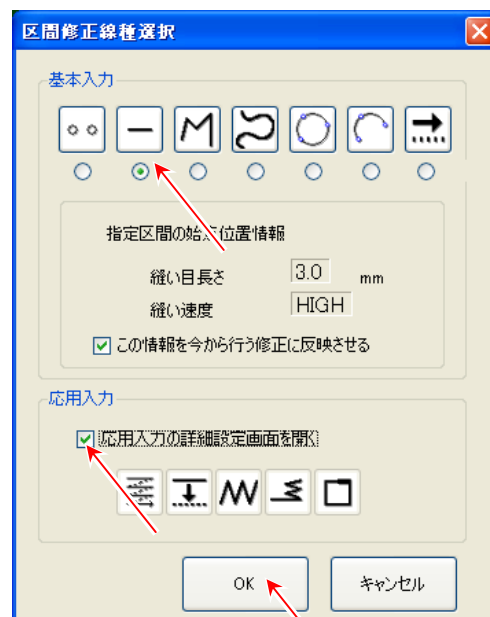 区間修正線種選択
基本入力
指定区間の始点位置情報
縫い目長さ 3.0 mm
縫い速度 HIGH
この情報を今から行う修正に反映させる
応用入力
応用入力の詳細設定画面を開く
OK キャンセル